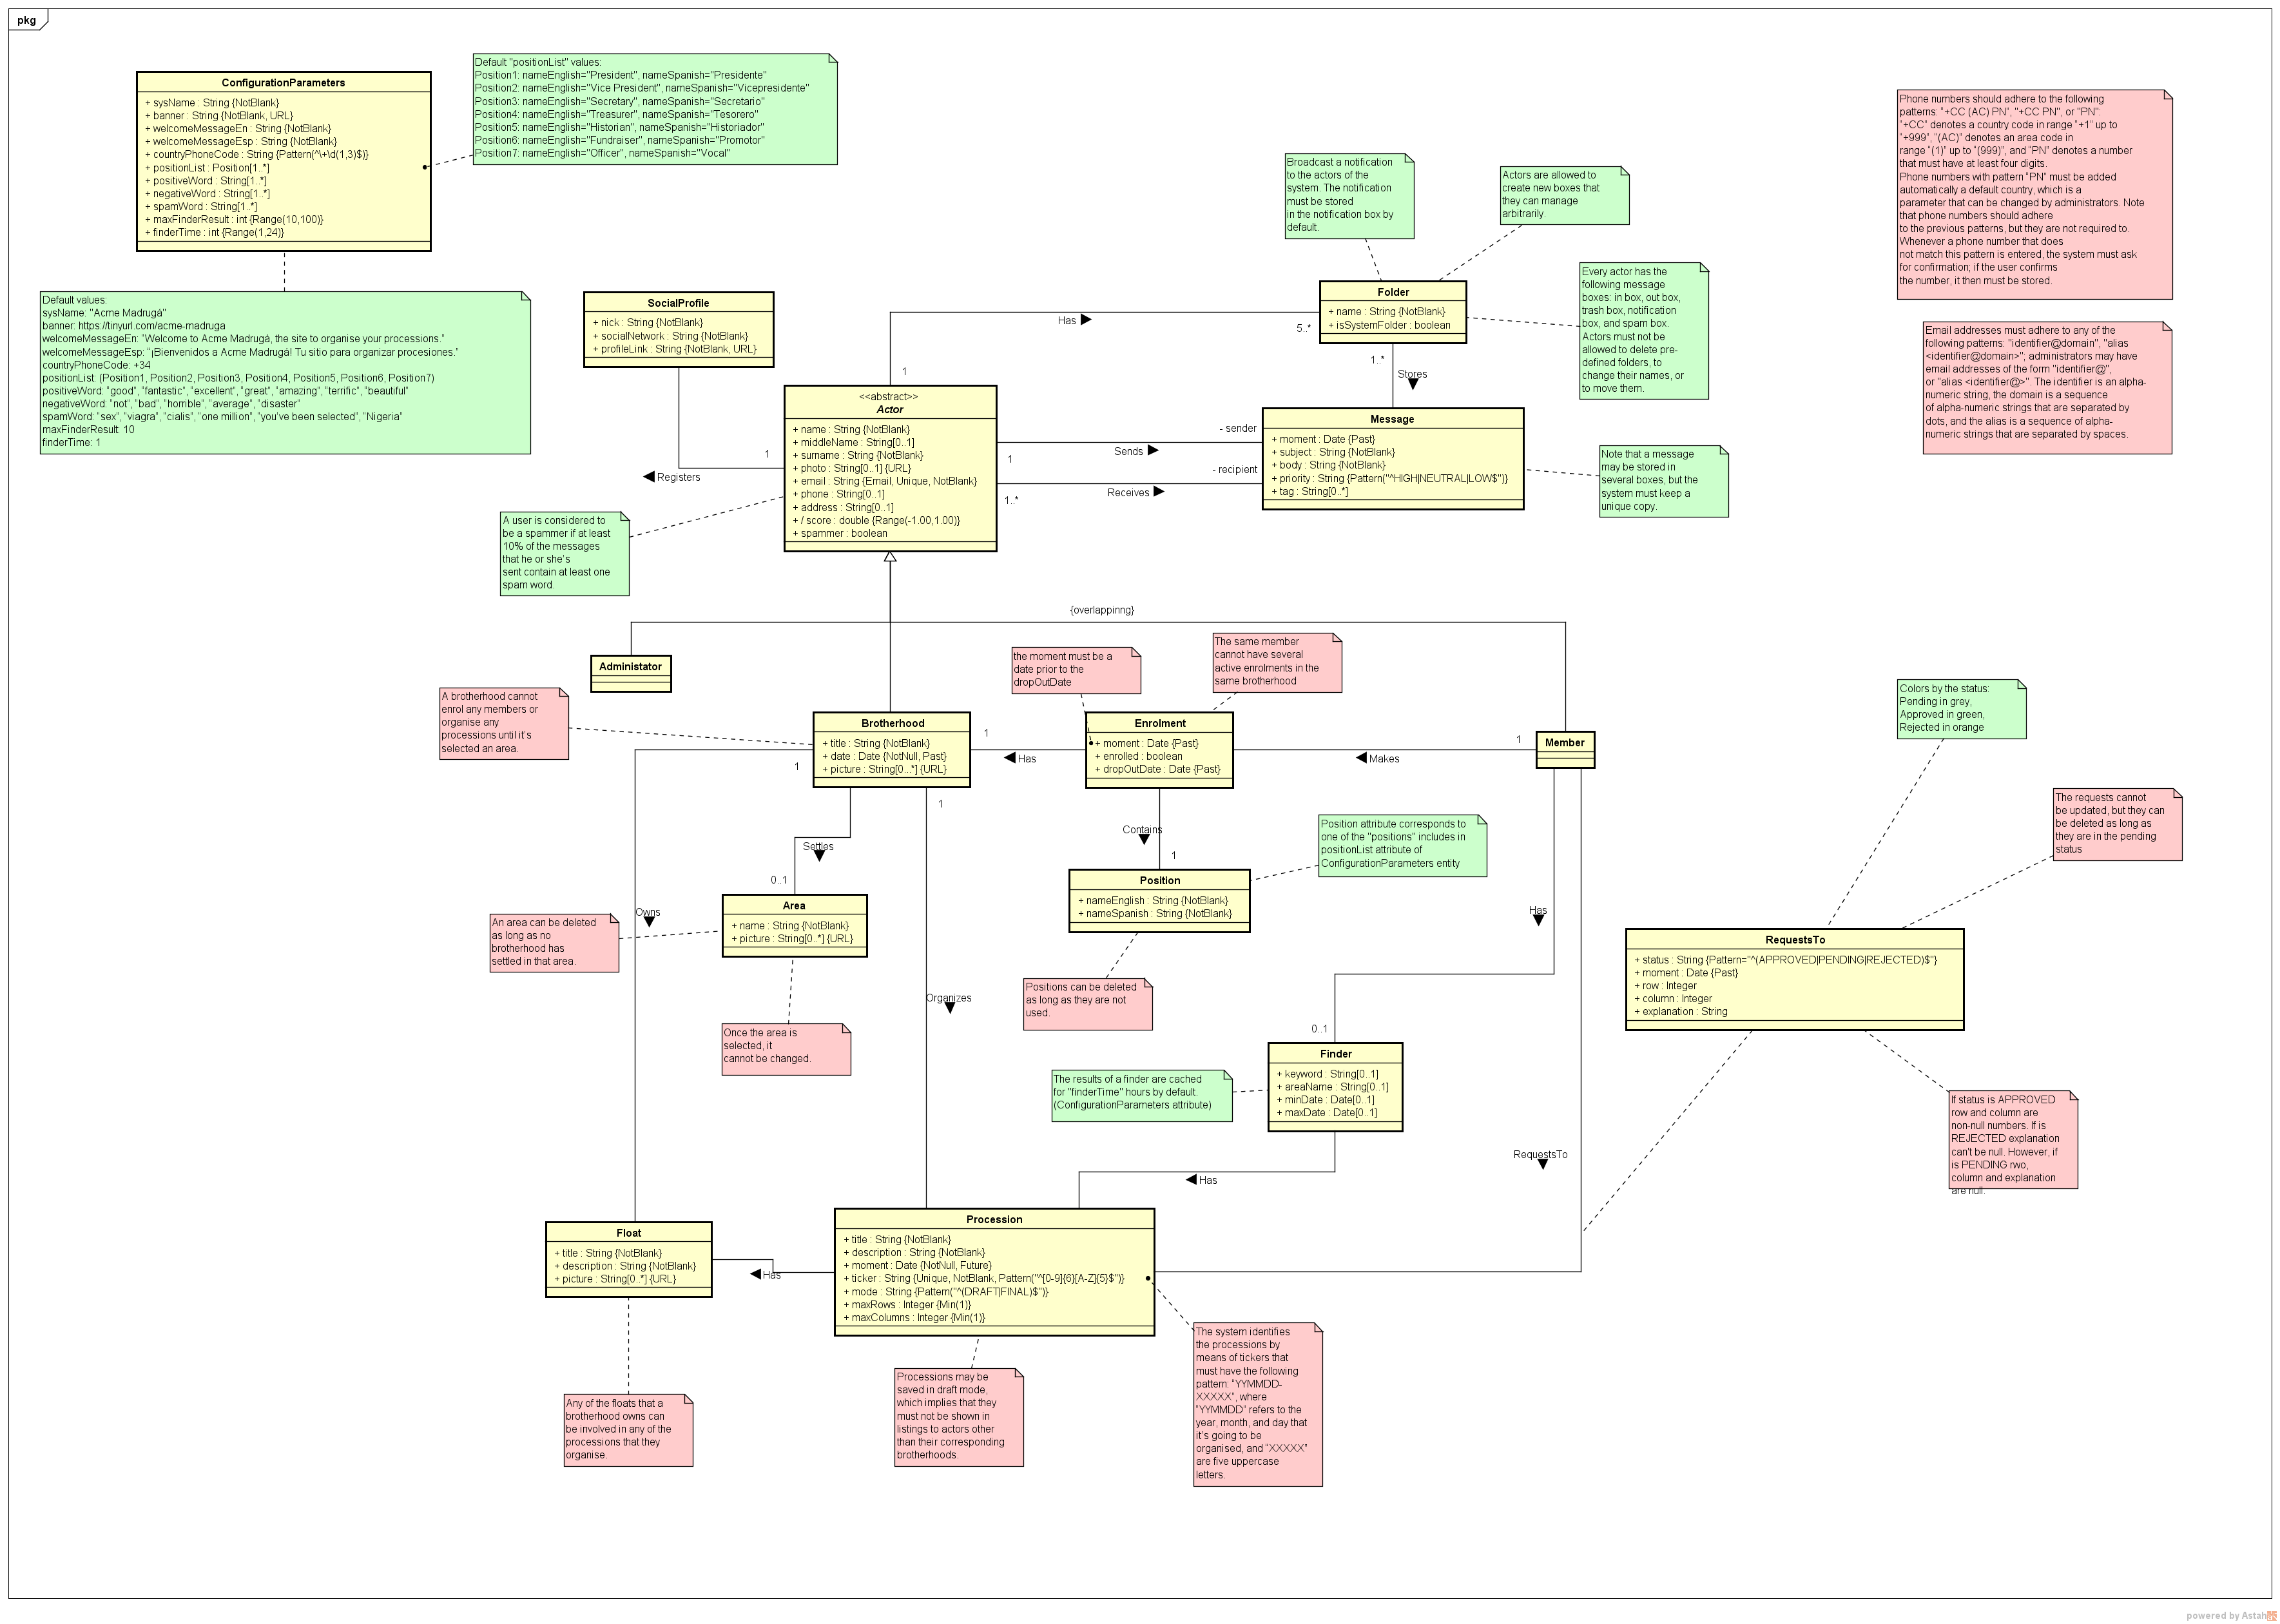 pkg
ConfigurationParameters
+ sysName : String {NotBlank}
+ banner : String {NotBlank, URL}
+ welcomeMessageEn : String {NotBlank}
+ welcomeMessageEsp : String {NotBlank}
+ countryPhoneCode : String {Pattern(^\+\d(1,3)$)}
+ positionList : Position[1..*]
+ positiveWord : String[1..*]
+ negativeWord : String[1..*]
+ spamWord : String[1..*]
+ maxFinderResult : int {Range(10,100)}
+ finderTime : int {Range(1,24)}
Default "positionList" values:
Position1: nameEnglish="President", nameSpanish="Presidente"
Position2: nameEnglish="Vice President", nameSpanish="Vicepresidente"
Position3: nameEnglish="Secretary", nameSpanish="Secretario"
Position4: nameEnglish="Treasurer", nameSpanish="Tesorero"
Position5: nameEnglish="Historian", nameSpanish="Historiador"
Position6: nameEnglish="Fundraiser", nameSpanish="Promotor"
Position7: nameEnglish="Officer", nameSpanish="Vocal"
Default values:
sysName: "Acme Madrugá"
banner: https://tinyurl.com/acme-madruga
welcomeMessageEn: “Welcome to Acme Madrugá, the site to organise your processions.”
welcomeMessageEsp: “¡Bienvenidos a Acme Madrugá! Tu sitio para organizar procesiones.”
countryPhoneCode: +34
positionList: (Position1, Position2, Position3, Position4, Position5, Position6, Position7)
positiveWord: “good”, “fantastic”, “excellent”, “great”, “amazing”, “terrific”, “beautiful”
negativeWord: “not”, “bad”, “horrible”, “average”, “disaster”
spamWord: “sex”, “viagra”, “cialis”, “one million”, “you’ve been selected”, “Nigeria”
maxFinderResult: 10
finderTime: 1
Broadcast a notification
to the actors of the
system. The notification
must be stored
in the notification box by
default.
Actors are allowed to
create new boxes that
they can manage
arbitrarily.
Phone numbers should adhere to the following
patterns: “+CC (AC) PN”, “+CC PN”, or “PN”:
“+CC” denotes a country code in range “+1” up to
“+999”, “(AC)” denotes an area code in
range “(1)” up to “(999)”, and “PN” denotes a number
that must have at least four digits.
Phone numbers with pattern “PN” must be added
automatically a default country, which is a
parameter that can be changed by administrators. Note
that phone numbers should adhere
to the previous patterns, but they are not required to.
Whenever a phone number that does
not match this pattern is entered, the system must ask
for confirmation; if the user confirms
the number, it then must be stored.
Email addresses must adhere to any of the
following patterns: “identifier@domain”, “alias
<identifier@domain>”; administrators may have
email addresses of the form “identifier@”,
or “alias <identifier@>”. The identifier is an alpha-
numeric string, the domain is a sequence
of alpha-numeric strings that are separated by
dots, and the alias is a sequence of alpha-
numeric strings that are separated by spaces.
Folder
+ name : String {NotBlank}
+ isSystemFolder : boolean
Every actor has the
following message
boxes: in box, out box,
trash box, notification
box, and spam box.
Actors must not be
allowed to delete pre-
defined folders, to
change their names, or
to move them.
SocialProfile
+ nick : String {NotBlank}
+ socialNetwork : String {NotBlank}
+ profileLink : String {NotBlank, URL}
Has
5..*
1
1..*
Stores
<<abstract>>
Actor
+ name : String {NotBlank}
+ middleName : String[0..1]
+ surname : String {NotBlank}
+ photo : String[0..1] {URL}
+ email : String {Email, Unique, NotBlank}
+ phone : String[0..1]
+ address : String[0..1]
+ / score : double {Range(-1.00,1.00)}
+ spammer : boolean
Message
+ moment : Date {Past}
+ subject : String {NotBlank}
+ body : String {NotBlank}
+ priority : String {Pattern("^HIGH|NEUTRAL|LOW$")}
+ tag : String[0..*]
- sender
Sends
1
- recipient
Receives
1..*
1
Registers
Note that a message
may be stored in
several boxes, but the
system must keep a
unique copy.
A user is considered to
be a spammer if at least
10% of the messages
that he or she’s
sent contain at least one
spam word.
{overlappinng}
Administator
the moment must be a
date prior to the
dropOutDate
The same member
cannot have several
active enrolments in the
same brotherhood
A brotherhood cannot
enrol any members or
organise any
processions until it’s
selected an area.
Brotherhood
+ title : String {NotBlank}
+ date : Date {NotNull, Past}
+ picture : String[0...*] {URL}
Enrolment
+ moment : Date {Past}
+ enrolled : boolean
+ dropOutDate : Date {Past}
Member
1
Has
1
Makes
1
1
Colors by the status:
Pending in grey,
Approved in green,
Rejected in orange
The requests cannot
be updated, but they can
be deleted as long as
they are in the pending
status
Settles
0..1
Contains
1
Position attribute corresponds to
one of the "positions" includes in
positionList attribute of
ConfigurationParameters entity
Position
+ nameEnglish : String {NotBlank}
+ nameSpanish : String {NotBlank}
Area
+ name : String {NotBlank}
+ picture : String[0..*] {URL}
Owns
Has
An area can be deleted
as long as no
brotherhood has
settled in that area.
RequestsTo
+ status : String {Pattern="^(APPROVED|PENDING|REJECTED)$"}
+ moment : Date {Past}
+ row : Integer
+ column : Integer
+ explanation : String
Positions can be deleted
as long as they are not
used.
Organizes
Once the area is
selected, it
cannot be changed.
0..1
Finder
+ keyword : String[0..1]
+ areaName : String[0..1]
+ minDate : Date[0..1]
+ maxDate : Date[0..1]
The results of a finder are cached
for "finderTime" hours by default.
(ConfigurationParameters attribute)
If status is APPROVED
row and column are
non-null numbers. If is
REJECTED explanation
can't be null. However, if
is PENDING rwo,
column and explanation
are null.
RequestsTo
Has
Float
+ title : String {NotBlank}
+ description : String {NotBlank}
+ picture : String[0..*] {URL}
Has
Procession
+ title : String {NotBlank}
+ description : String {NotBlank}
+ moment : Date {NotNull, Future}
+ ticker : String {Unique, NotBlank, Pattern("^[0-9]{6}[A-Z]{5}$")}
+ mode : String {Pattern("^(DRAFT|FINAL)$")}
+ maxRows : Integer {Min(1)}
+ maxColumns : Integer {Min(1)}
The system identifies
the processions by
means of tickers that
must have the following
pattern: “YYMMDD-
XXXXX”, where
“YYMMDD” refers to the
year, month, and day that
it’s going to be
organised, and “XXXXX”
are five uppercase
letters.
Processions may be
saved in draft mode,
which implies that they
must not be shown in
listings to actors other
than their corresponding
brotherhoods.
Any of the floats that a
brotherhood owns can
be involved in any of the
processions that they
organise.
powered by Astah